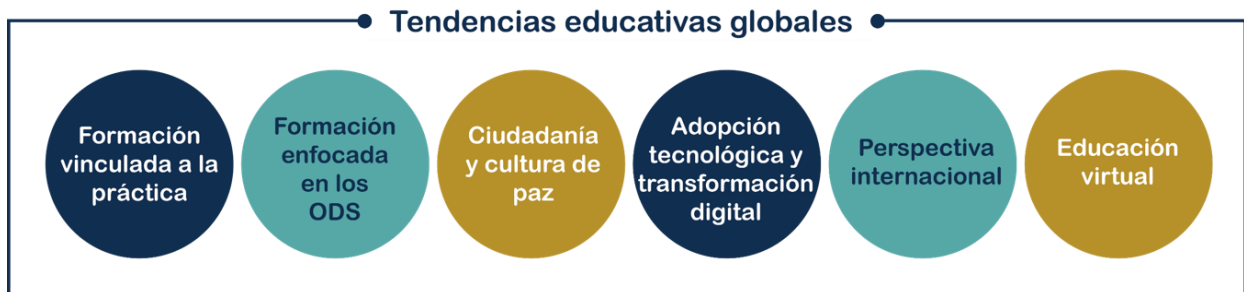 Tendencias educativas globales
Formación
vinculada a la
práctica
Formación
enfocada
en los
ODS
Ciudadanía
y cultura de
paz
Adopción
tecnológica y
transformación
digital
Perspectiva
internacional
Educación
virtual